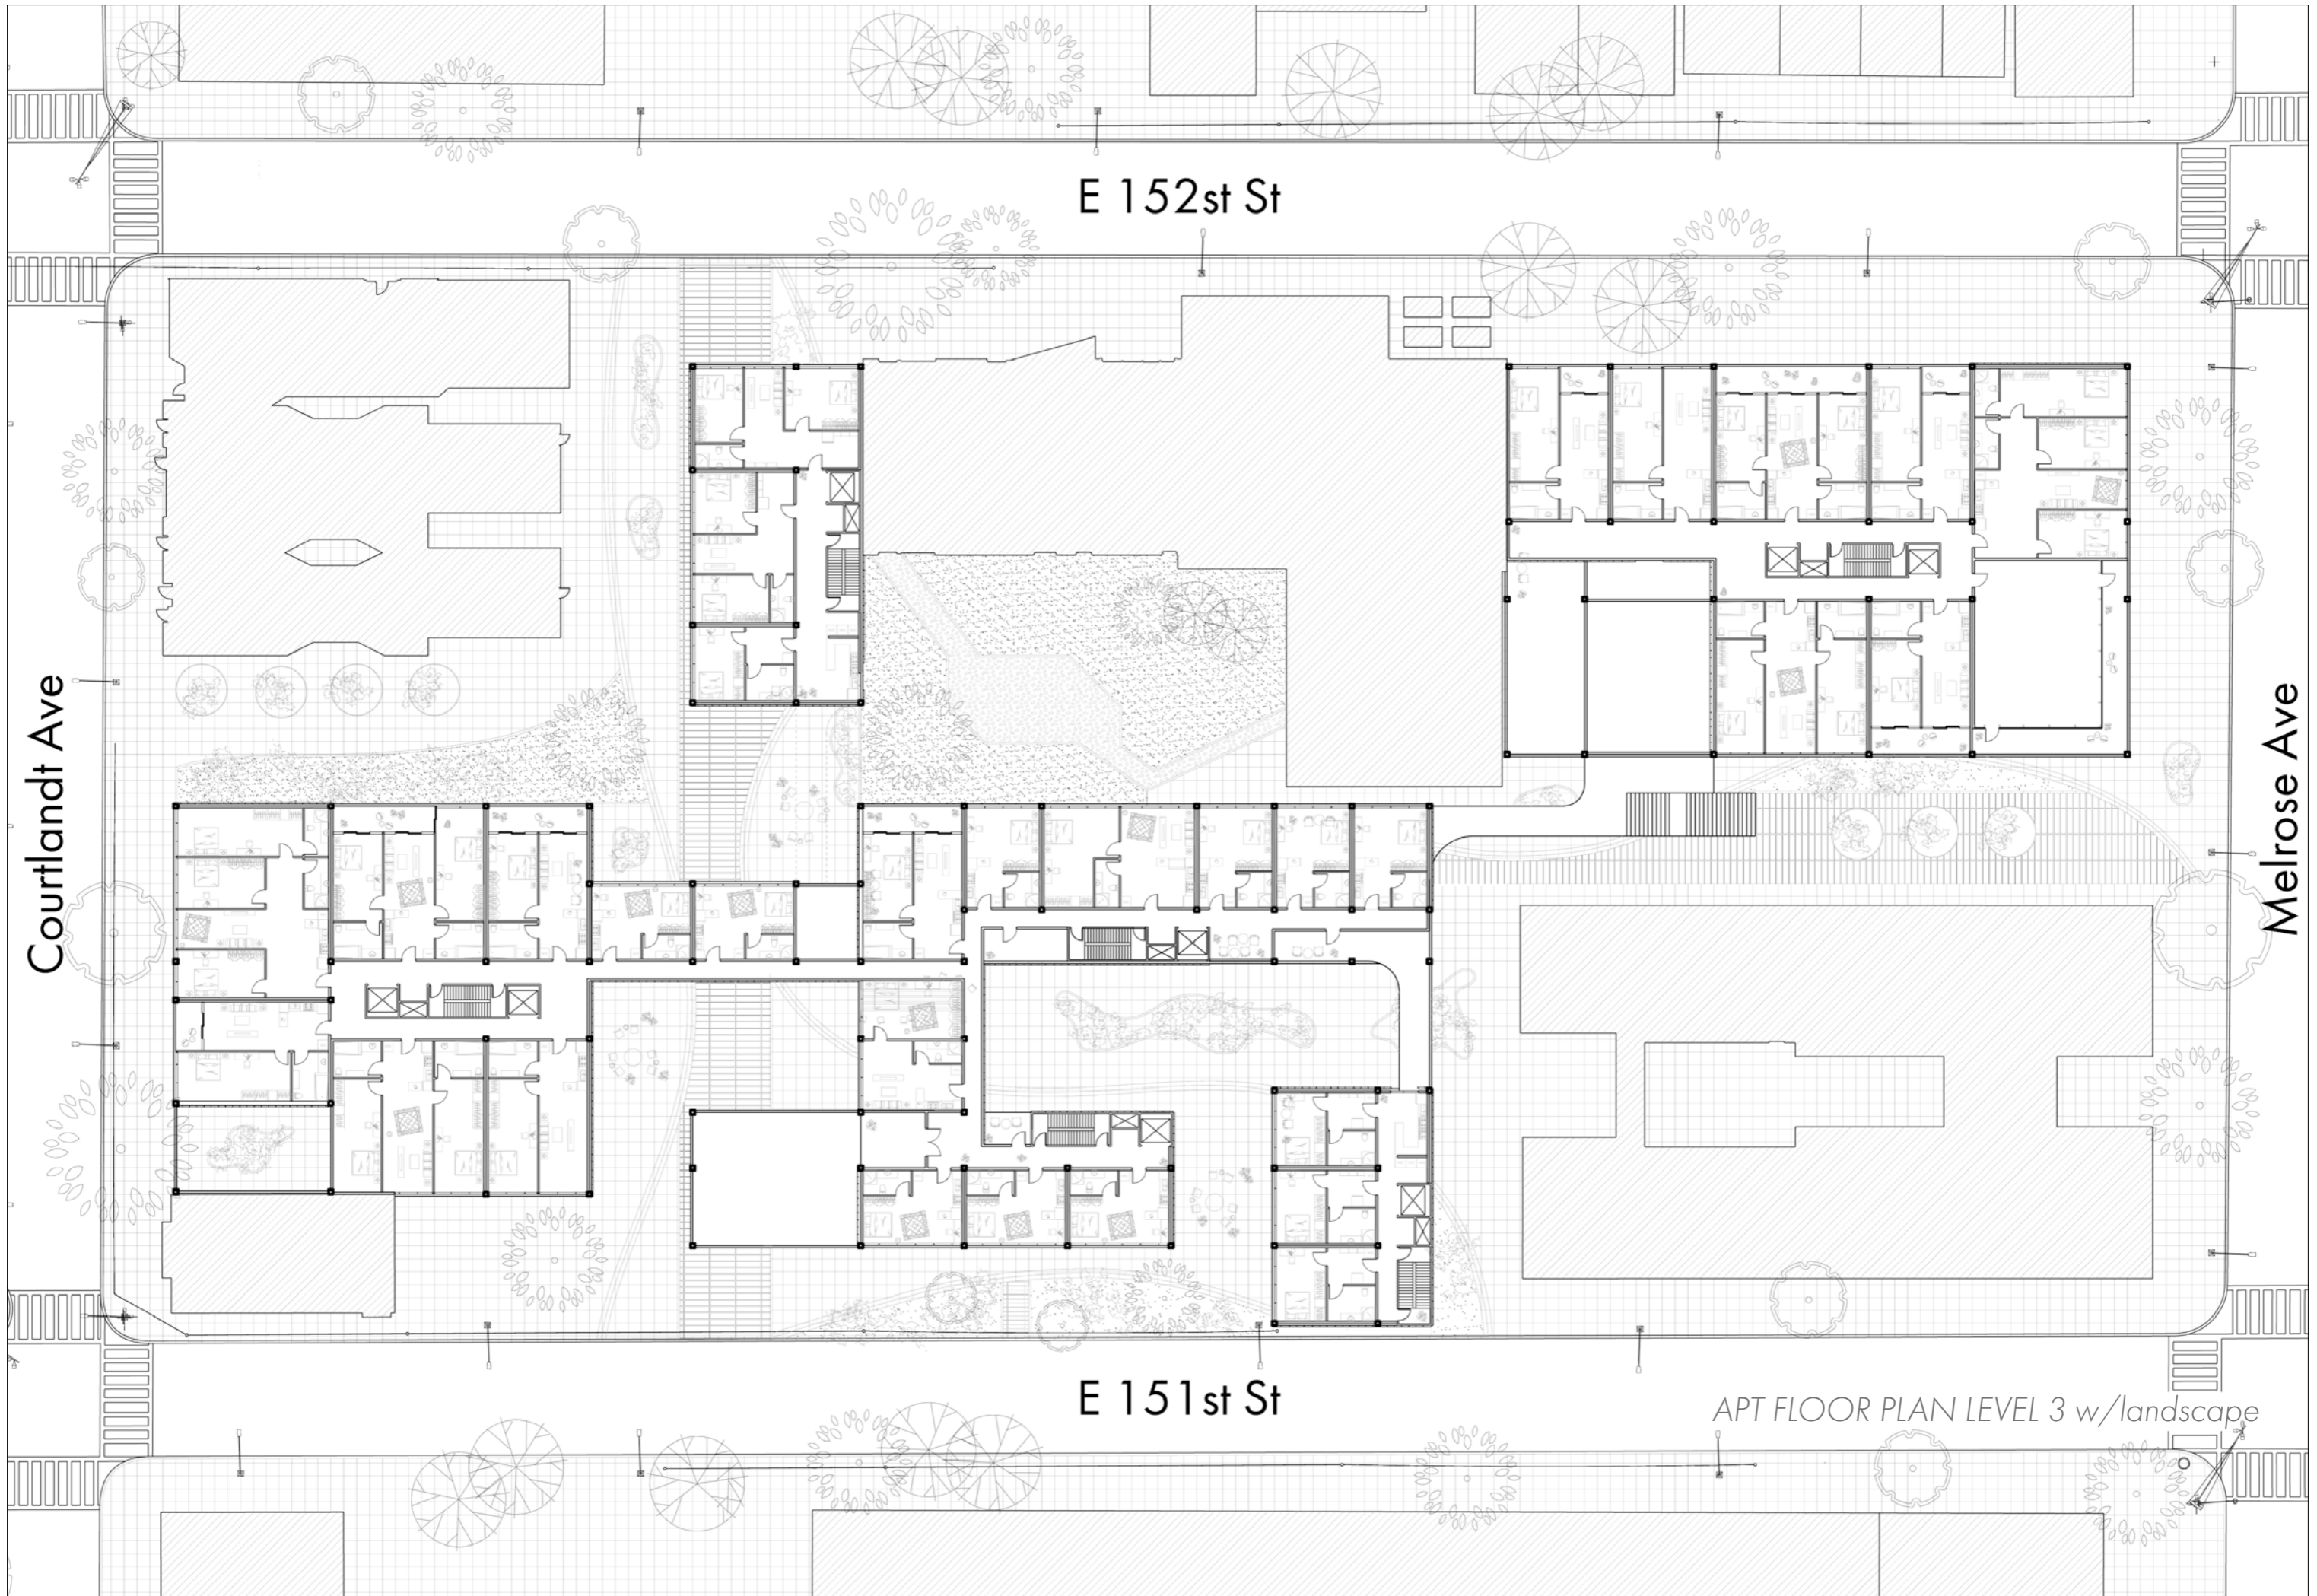 E 152st St
Courtlandt Ave
Melrose Ave
E 151st St
APT FLOOR PLAN LEVEL 3 w/landscape